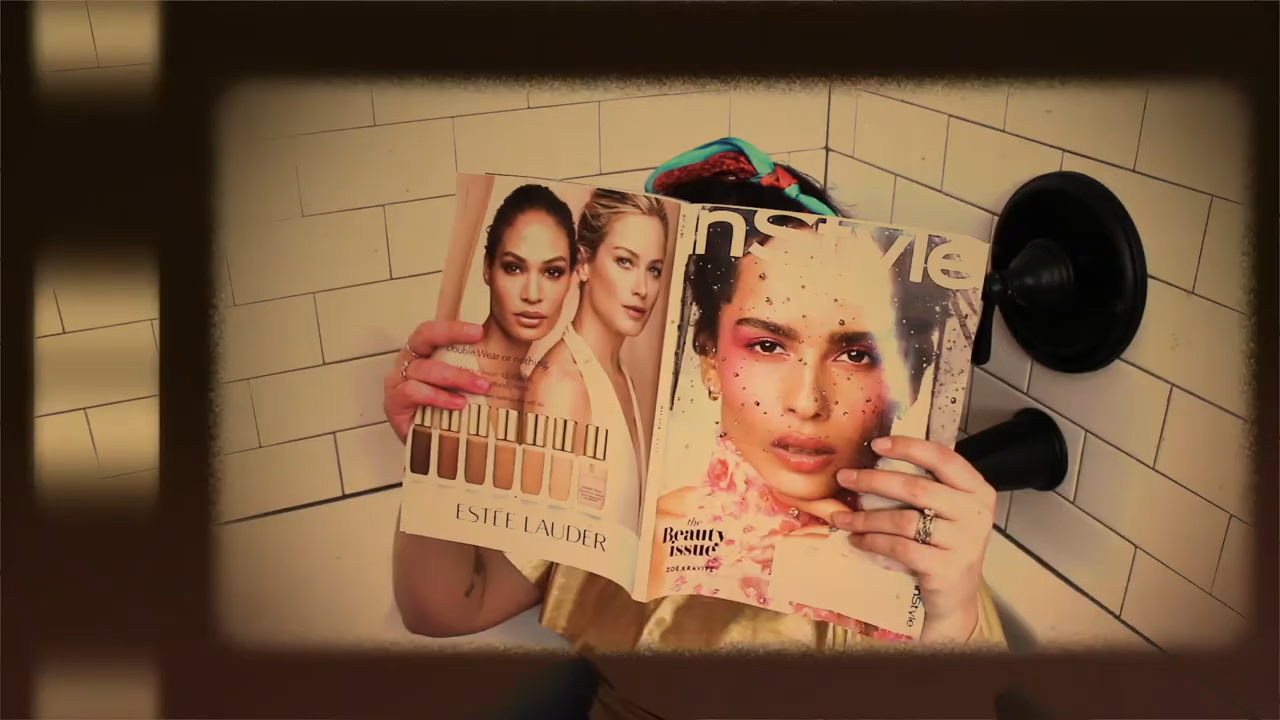 Double Wear or nothing.
ESTĒE LAUDER
InStyle
the
Beauty
issue
ZOË KRAVITZ
InStyle